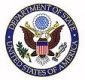 DEPARTMENT OF STATE
UNITED STATES OF AMERICA